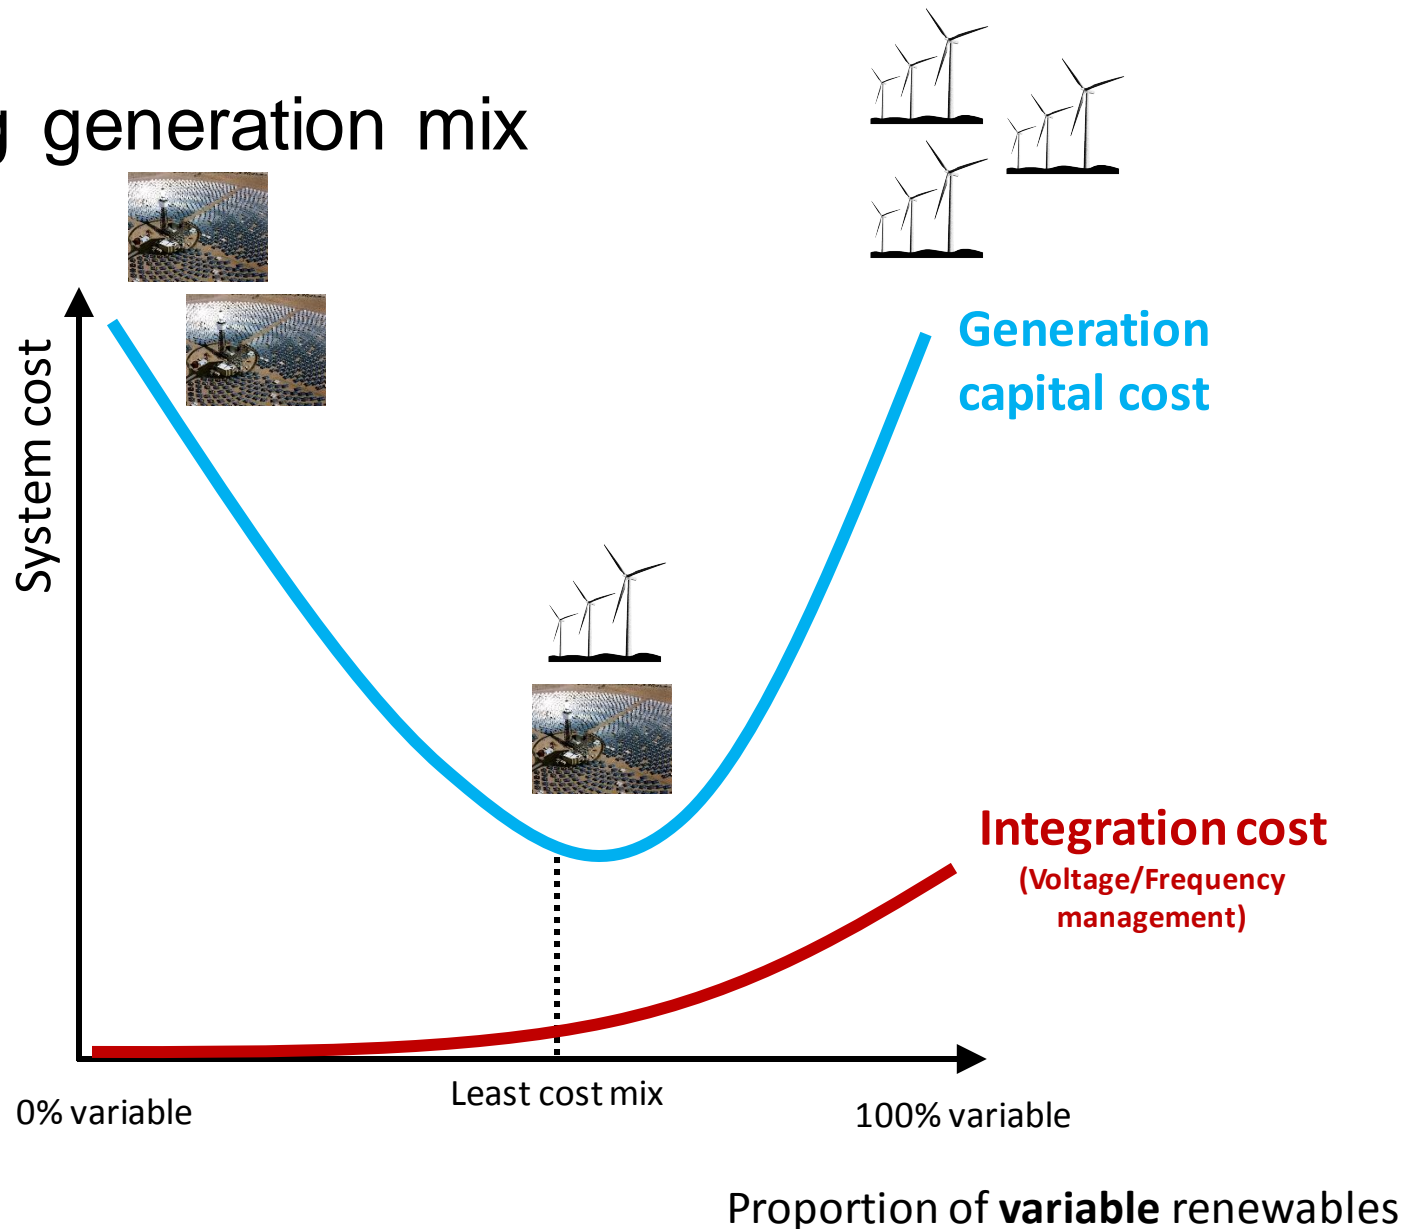 g generation mix
System cost
Generation
capital cost
Integration cost
(Voltage/Frequency
management)
Least cost mix
0% variable
100% variable
Proportion of variable renewables